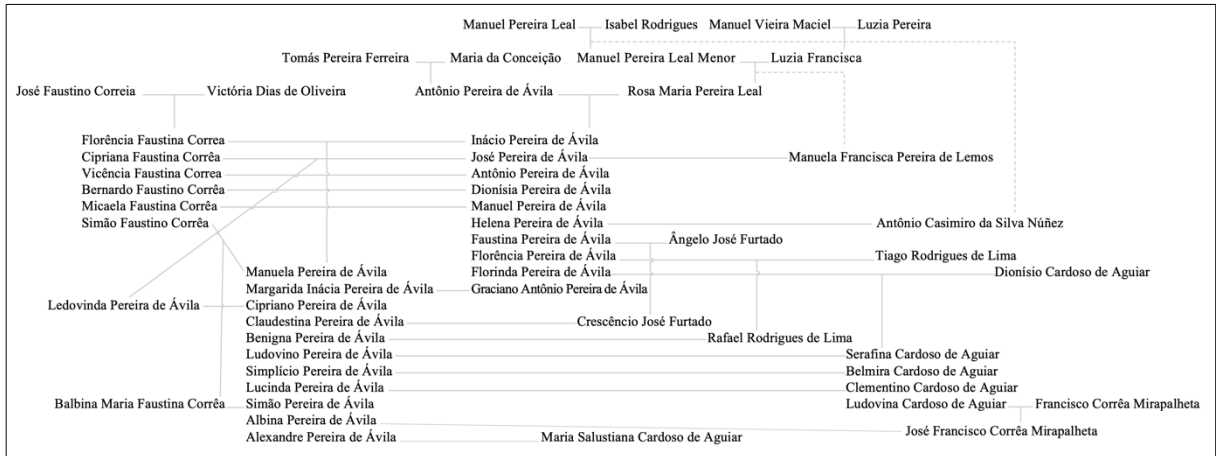 Manuel Pereira Leal Isabel Rodrigues Manuel Vieira Maciel Luzia Pereira
Tomás Pereira Ferreira Maria da Conceição Manuel Pereira Leal Menor Luzia Francisca
José Faustino Correia Victória Dias de Oliveira Antônio Pereira de Ávila Rosa Maria Pereira Leal
Florência Faustina Correa Inácio Pereira de Ávila
Cipriana Faustina Corrêa José Pereira de Ávila Manuela Francisca Pereira de Lemos
Vicência Faustina Correa Antônio Pereira de Ávila
Bernardo Faustino Corrêa Dionísia Pereira de Ávila
Micaela Faustina Corrêa Manuel Pereira de Ávila
Simão Faustino Corrêa Helena Pereira de Ávila Antônio Casimiro da Silva Núñez
Faustina Pereira de Ávila Ângelo José Furtado
Florência Pereira de Ávila Tiago Rodrigues de Lima
Manuela Pereira de Ávila Florinda Pereira de Ávila Dionísio Cardoso de Aguiar
Margarida Inácia Pereira de Ávila Graciano Antônio Pereira de Ávila
Ledovinda Pereira de Ávila Cipriano Pereira de Ávila
Claudestina Pereira de Ávila Crescêncio José Furtado
Benigna Pereira de Ávila Rafael Rodrigues de Lima
Ludovino Pereira de Ávila Serafina Cardoso de Aguiar
Simplício Pereira de Ávila Belmira Cardoso de Aguiar
Lucinda Pereira de Ávila Clementino Cardoso de Aguiar
Balbina Maria Faustina Corrêa Simão Pereira de Ávila Ludovina Cardoso de Aguiar Francisco Corrêa Mirapalheta
Albina Pereira de Ávila José Francisco Corrêa Mirapalheta
Alexandre Pereira de Ávila Maria Salustiana Cardoso de Aguiar